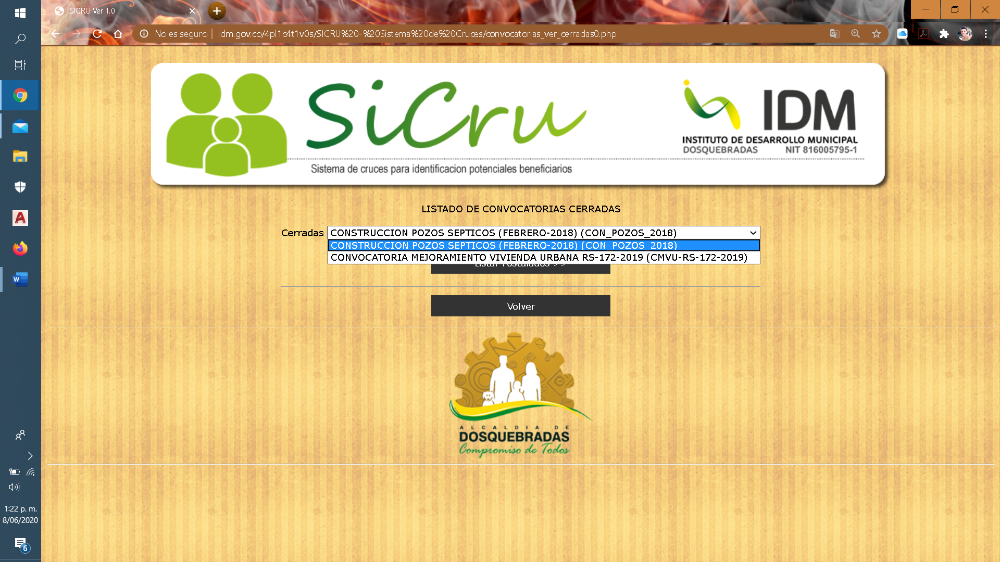 SICRU Ver 1.0
No es seguro | idm.gov.co/4pl1c4t1v0s/SICRU%20-%20Sistema%20de%20Cruces/convocatorias_ver_cerradas0.php
SiCru
IDM
INSTITUTO DE DESARROLLO MUNICIPAL
DOSQUEBRADAS NIT 816005795-1
Sistema de cruces para identificacion potenciales beneficiarios
LISTADO DE CONVOCATORIAS CERRADAS
Cerradas CONSTRUCCION POZOS SEPTICOS (FEBRERO-2018) (CON_POZOS_2018)
CONSTRUCCION POZOS SEPTICOS (FEBRERO-2018) (CON_POZOS_2018)
CONVOCATORIA MEJORAMIENTO VIVIENDA URBANA RS-172-2019 (CMVU-RS-172-2019)
Listar Postulados >>
Volver
ALCALDIA DE
DOSQUEBRADAS
Compromiso de Todos
1:22 p. m.
8/06/2020
6